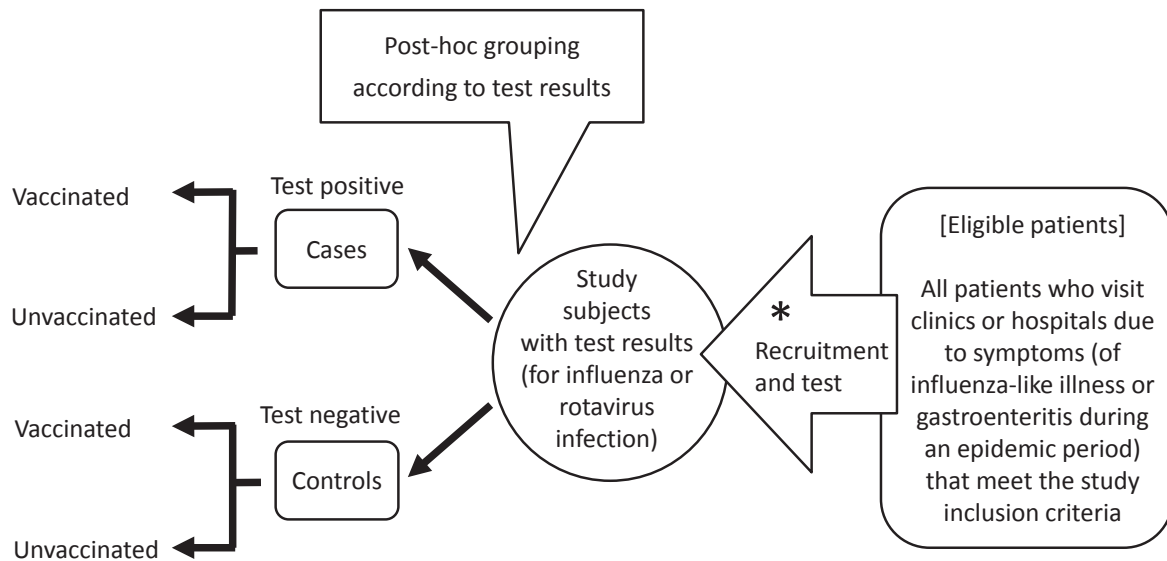 Post-hoc grouping
according to test results
Vaccinated
Unvaccinated
Test positive
Cases
Vaccinated
Unvaccinated
Test negative
Controls
Study
subjects
with test results
(for influenza or
rotavirus
infection)
*
Recruitment
and test
[Eligible patients]
All patients who visit
clinics or hospitals due
to symptoms (of
influenza-like illness or
gastroenteritis during
an epidemic period)
that meet the study
inclusion criteria